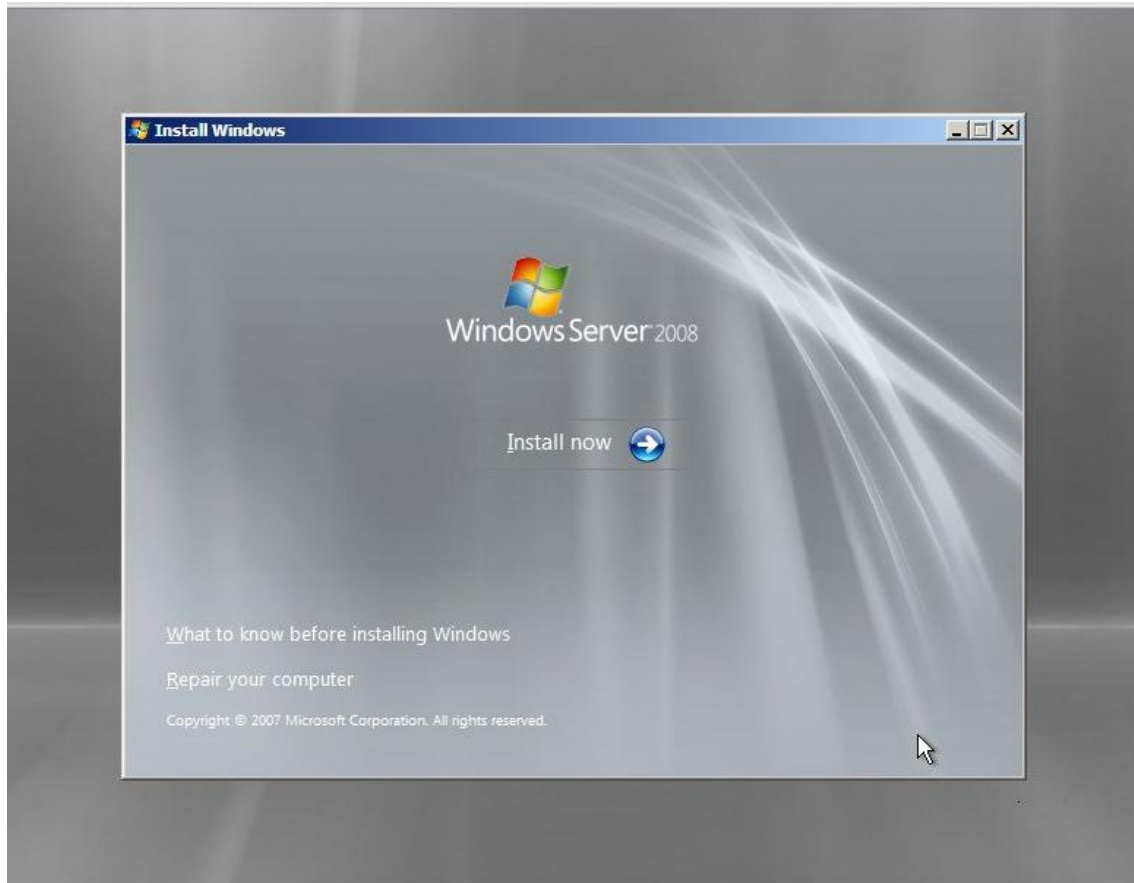 Install Windows
Windows Server 2008
Install now
What to know before installing Windows
Repair your computer
Copyright © 2007 Microsoft Corporation. All rights reserved.